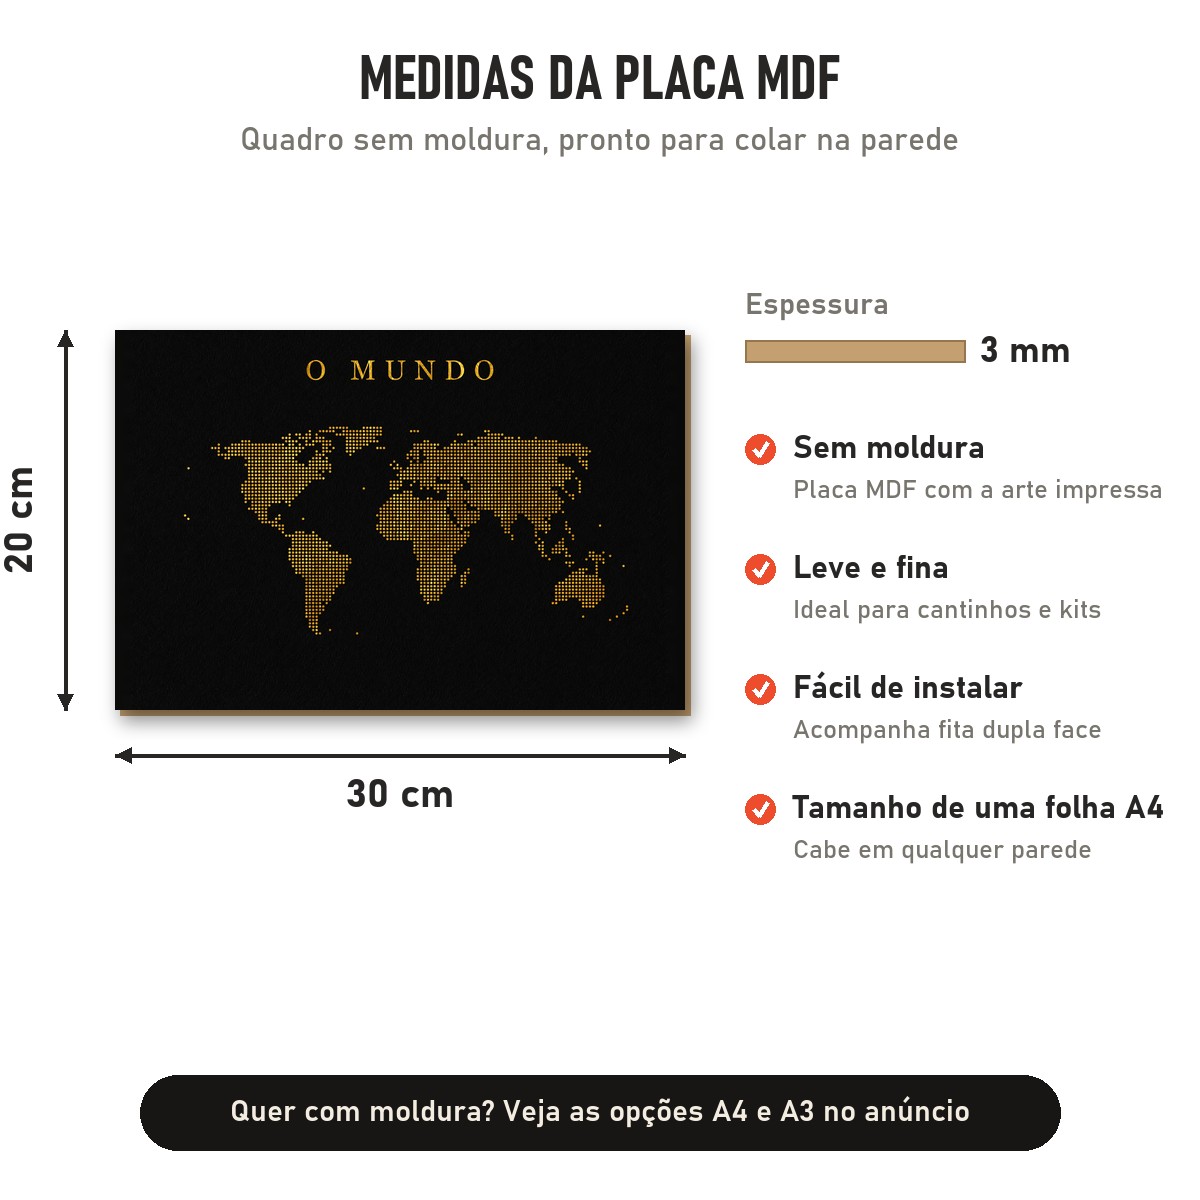 MEDIDAS DA PLACA MDF
Quadro sem moldura, pronto para colar na parede
Espessura
3 mm
O MUNDO
20 cm
30 cm
Sem moldura
Placa MDF com a arte impressa
Leve e fina
Ideal para cantinhos e kits
Fácil de instalar
Acompanha fita dupla face
Tamanho de uma folha A4
Cabe em qualquer parede
Quer com moldura? Veja as opções A4 e A3 no anúncio